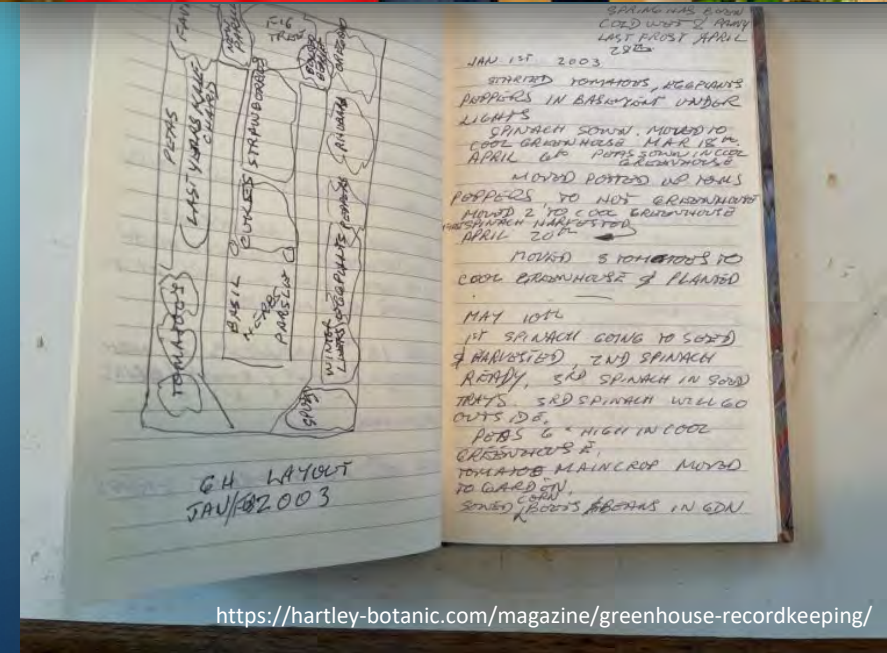 PEAS
LAST YEARS KALE
CHARD
FIG
TREE
TOMATOES
BASIL
PARSLEY
CUKES
STRAWBERRIES
WINTER
EGGPLANTS
PEPPERS
SPUDS
GH LAYOUT
JAN/FEB 2003
SPRING HAS BEEN
COLD WET &
LAST FROST APRIL
28th
JAN 1ST 2003
STARTED TOMATOES, EGGPLANTS
PEPPERS IN BASEMENT UNDER
LIGHTS
SPINACH SOWN. MOVED TO
COOL GREENHOUSE MAR 18th.
APRIL 6th PEAS SOWN IN COOL
GREENHOUSE
MOVED POTTED UP TOMS
PEPPERS, TO HOT GREENHOUSE
MOVED 2 TO COOL GREENHOUSE
SPINACH HARVESTED
APRIL 20th
MOVED 5 TOMATOES TO
COOL GREENHOUSE & PLANTED
MAY 10th
1ST SPINACH GOING TO SEED
& HARVESTED, 2ND SPINACH
READY, 3RD SPINACH IN SEED
TRAYS. 3RD SPINACH WILL GO
OUTSIDE.
PEAS 6" HIGH IN COOL
GREENHOUSE.
TOMATOE MAINCROP MOVED
TO GARDEN.
SOWED CORN BEETS & BEANS IN GDN
https://hartley-botanic.com/magazine/greenhouse-recordkeeping/